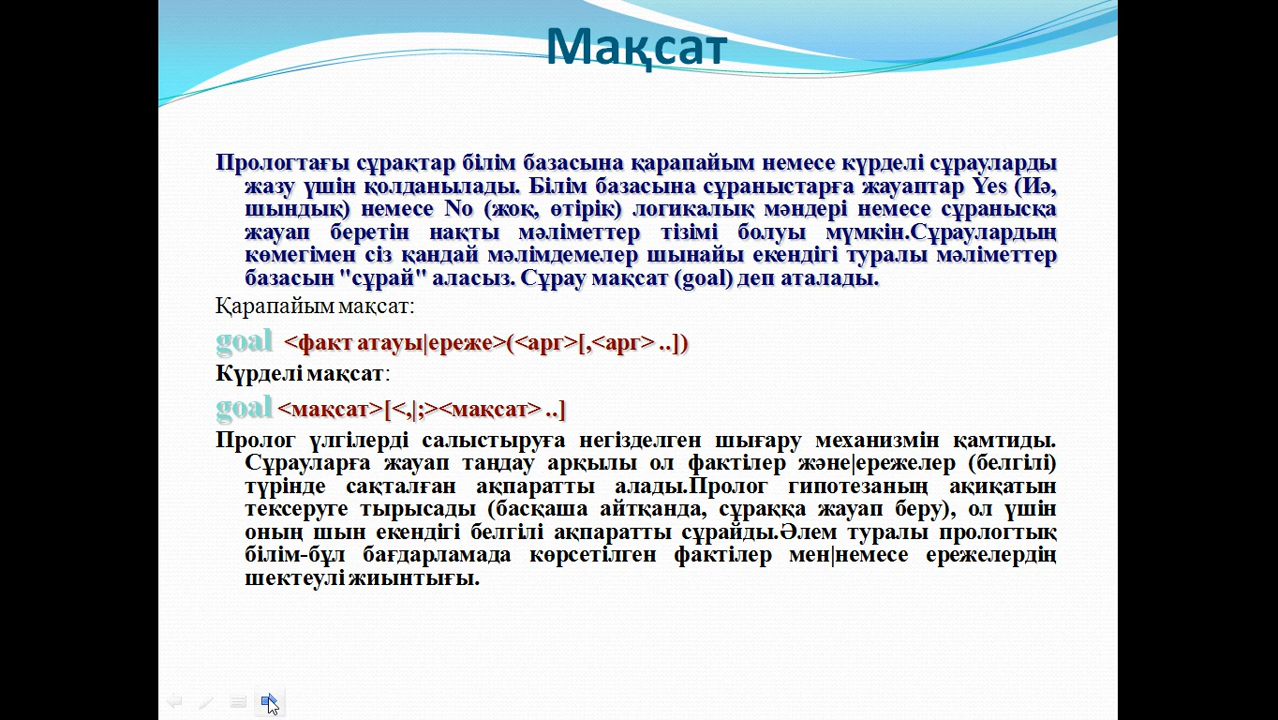 Мақсат
Прологтағы сұрақтар білім базасына қарапайым немесе күрделі сұрауларды
жазу үшін қолданылады. Білім базасына сұраныстарға жауаптар Yes (Иә,
шындық) немесе No (жоқ, өтірік) логикалық мәндері немесе сұранысқа
жауап беретін нақты мәліметтер тізімі болуы мүмкін.Сұраулардың
көмегімен сіз қандай мәлімдемелер шынайы екендігі туралы мәліметтер
базасын "сұрай" аласыз. Сұрау мақсат (goal) деп аталады.
Қарапайым мақсат:
goal <факт атауы|ереже>(<арг>[,<арг> ..])
Күрделі мақсат:
goal <мақсат>[<,|;><мақсат> ..]
Пролог үлгілерді салыстыруға негізделген шығару механизмін қамтиды.
Сұрауларға жауап таңдау арқылы ол фактілер және|ережелер (белгілі)
түрінде сақталған ақпаратты алады.Пролог гипотезаның ақиқатын
тексеруге тырысады (басқаша айтқанда, сұраққа жауап беру), ол үшін
оның шын екендігі белгілі ақпаратты сұрайды.Әлем туралы прологтық
білім-бұл бағдарламада көрсетілген фактілер мен|немесе ережелердің
шектеулі жиынтығы.